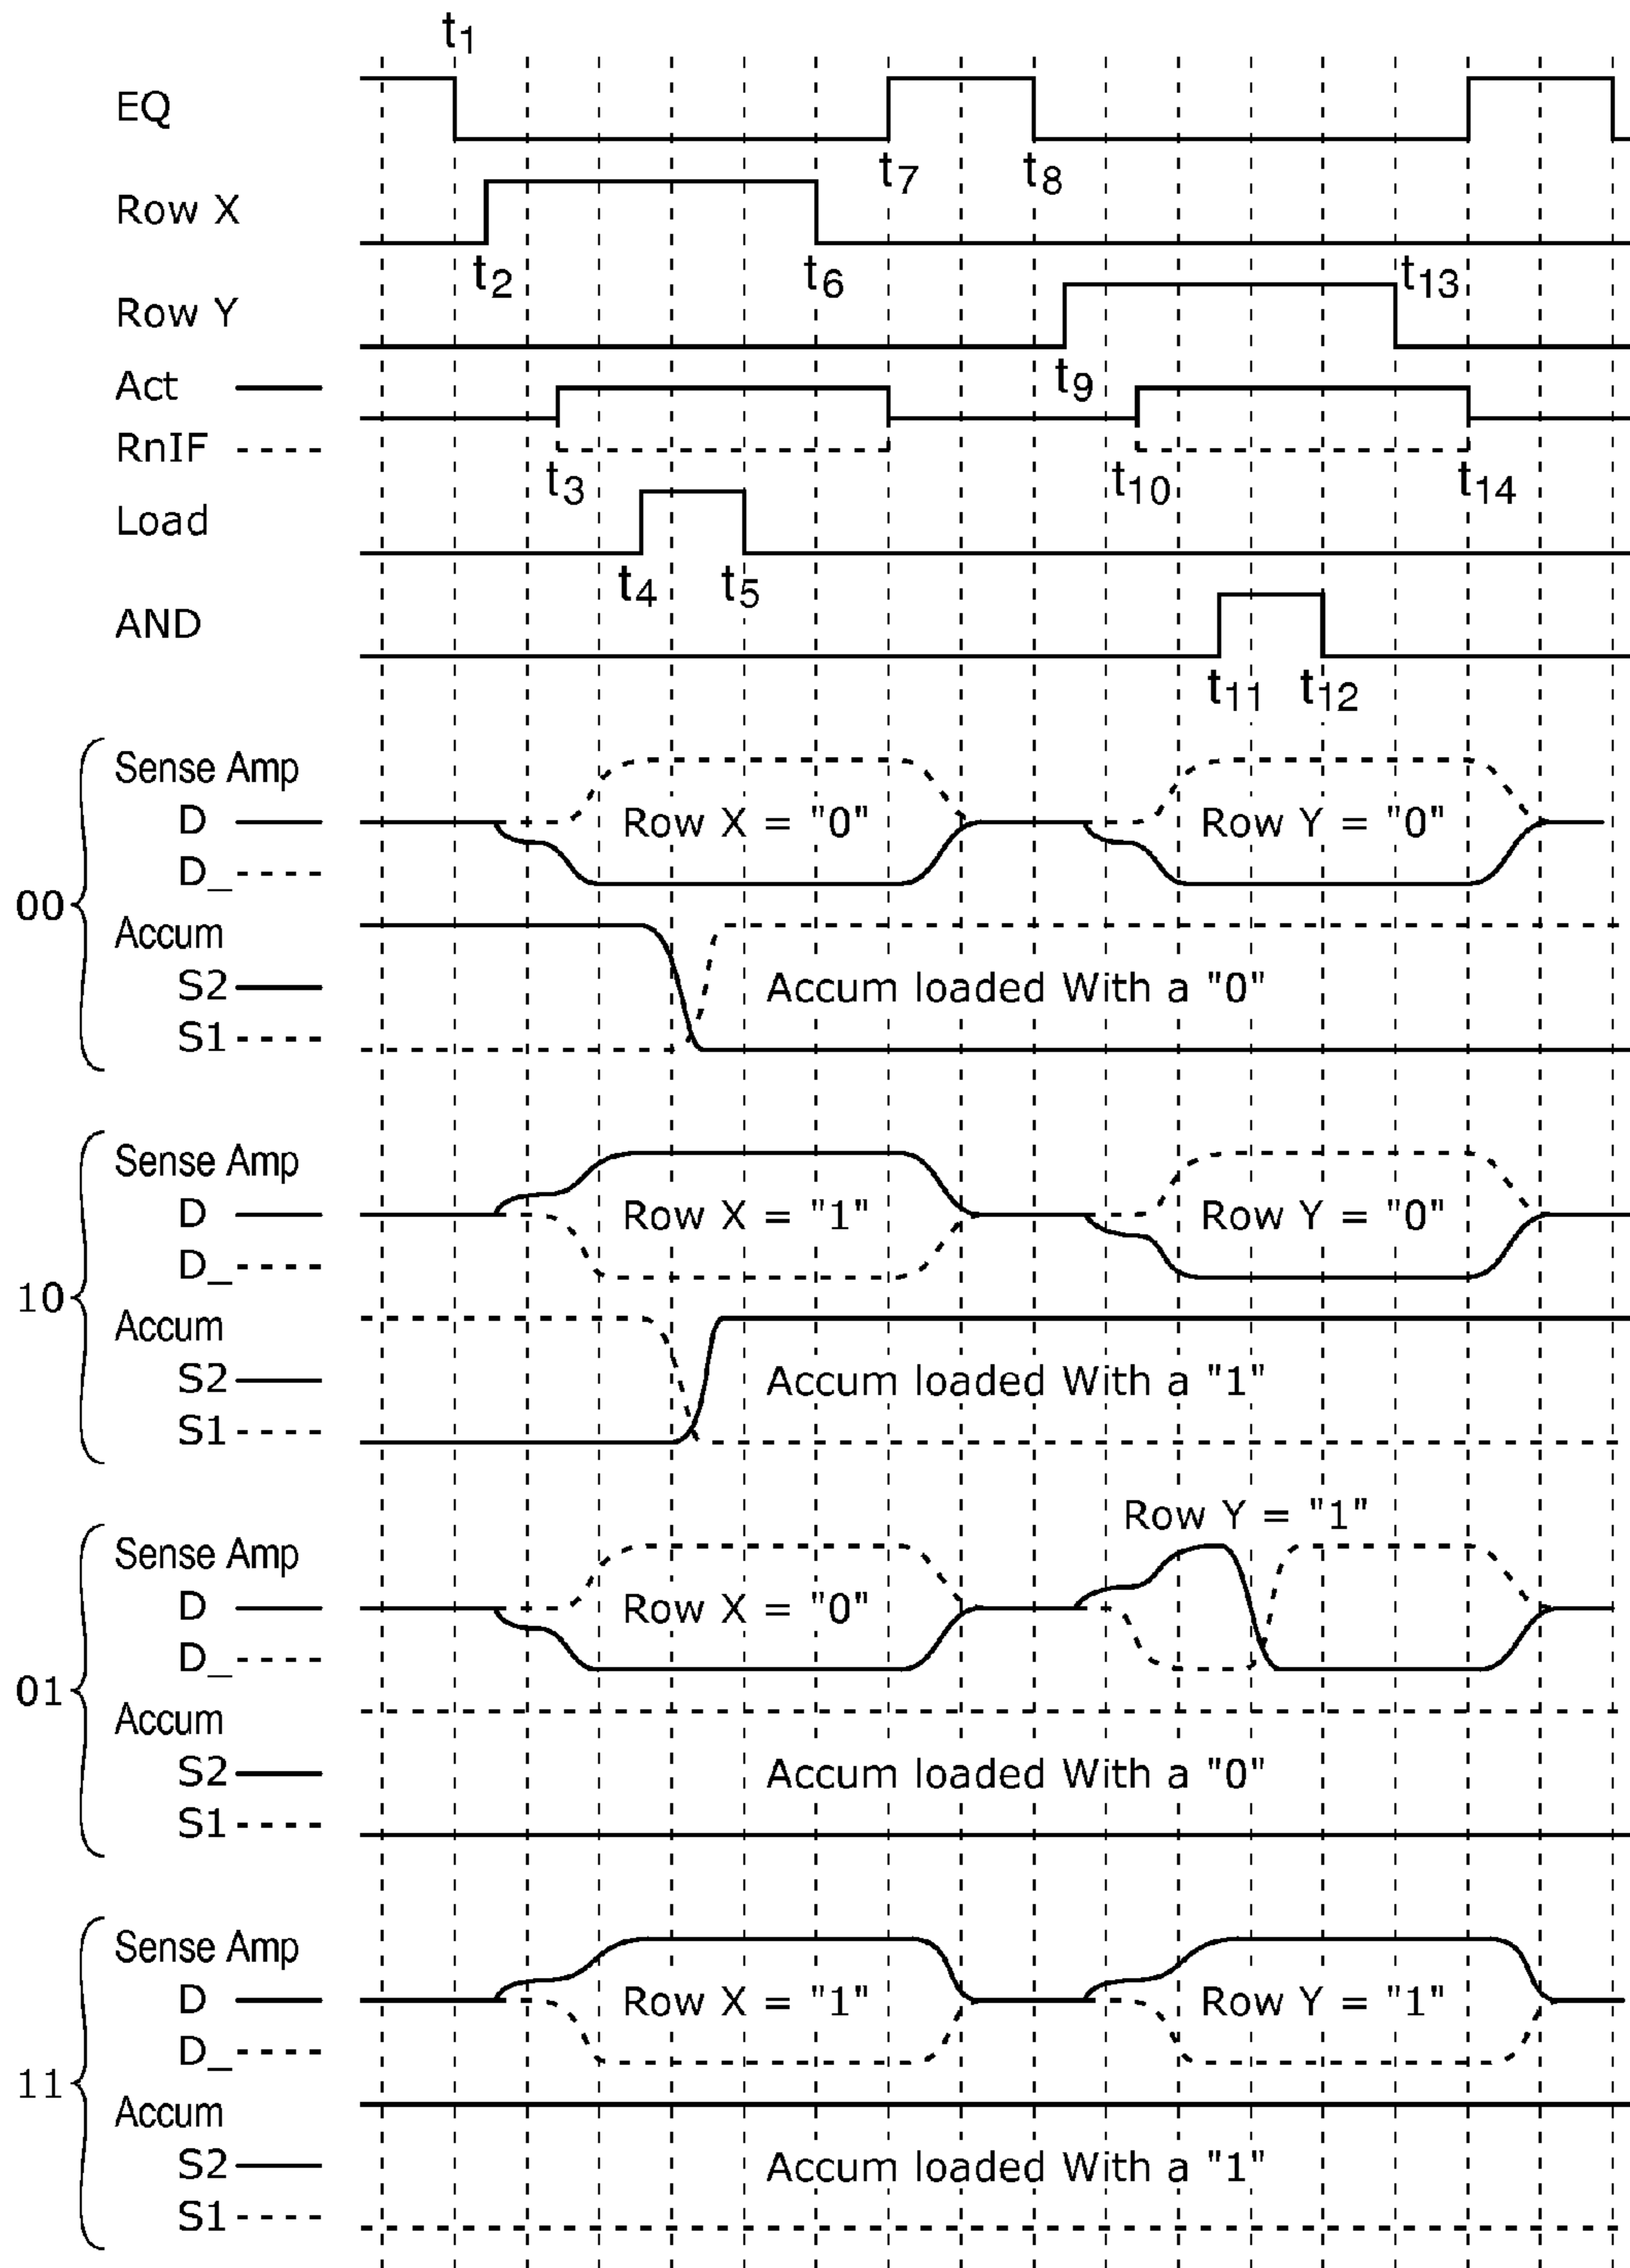 t1
EQ
t7 t8
Row X
t2 t6 t13
Row Y
Act
t9
RnIF
t3 t10 t14
Load
t4 t5
AND
t11 t12
Sense Amp
D Row X = "0" Row Y = "0"
D_
00
Accum
S2 Accum loaded With a "0"
S1
Sense Amp
D Row X = "1" Row Y = "0"
D_
10
Accum
S2 Accum loaded With a "1"
S1
Row Y = "1"
Sense Amp
D Row X = "0"
D_
01
Accum
S2 Accum loaded With a "0"
S1
Sense Amp
D Row X = "1" Row Y = "1"
D_
11
Accum
S2 Accum loaded With a "1"
S1